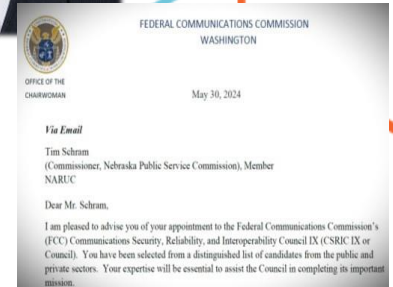 FEDERAL COMMUNICATIONS COMMISSION
WASHINGTON
OFFICE OF THE
CHAIRWOMAN
May 30, 2024
Via Email
Tim Schram
(Commissioner, Nebraska Public Service Commission), Member
NARUC
Dear Mr. Schram,
I am pleased to advise you of your appointment to the Federal Communications Commission's
(FCC) Communications Security, Reliability, and Interoperability Council IX (CSRIC IX or
Council). You have been selected from a distinguished list of candidates from the public and
private sectors. Your expertise will be essential to assist the Council in completing its important
mission.